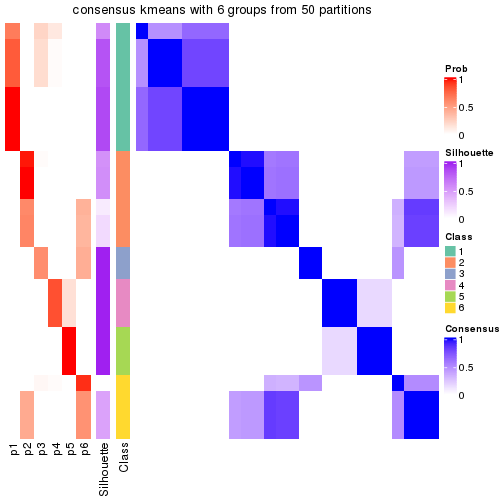 consensus kmeans with 6 groups from 50 partitions
Prob
1
0.5
0
Silhouette
1
0.5
0
Class
1
2
3
4
5
6
Consensus
1
0.5
0
p1
p2
p3
p4
p5
p6
Silhouette
Class